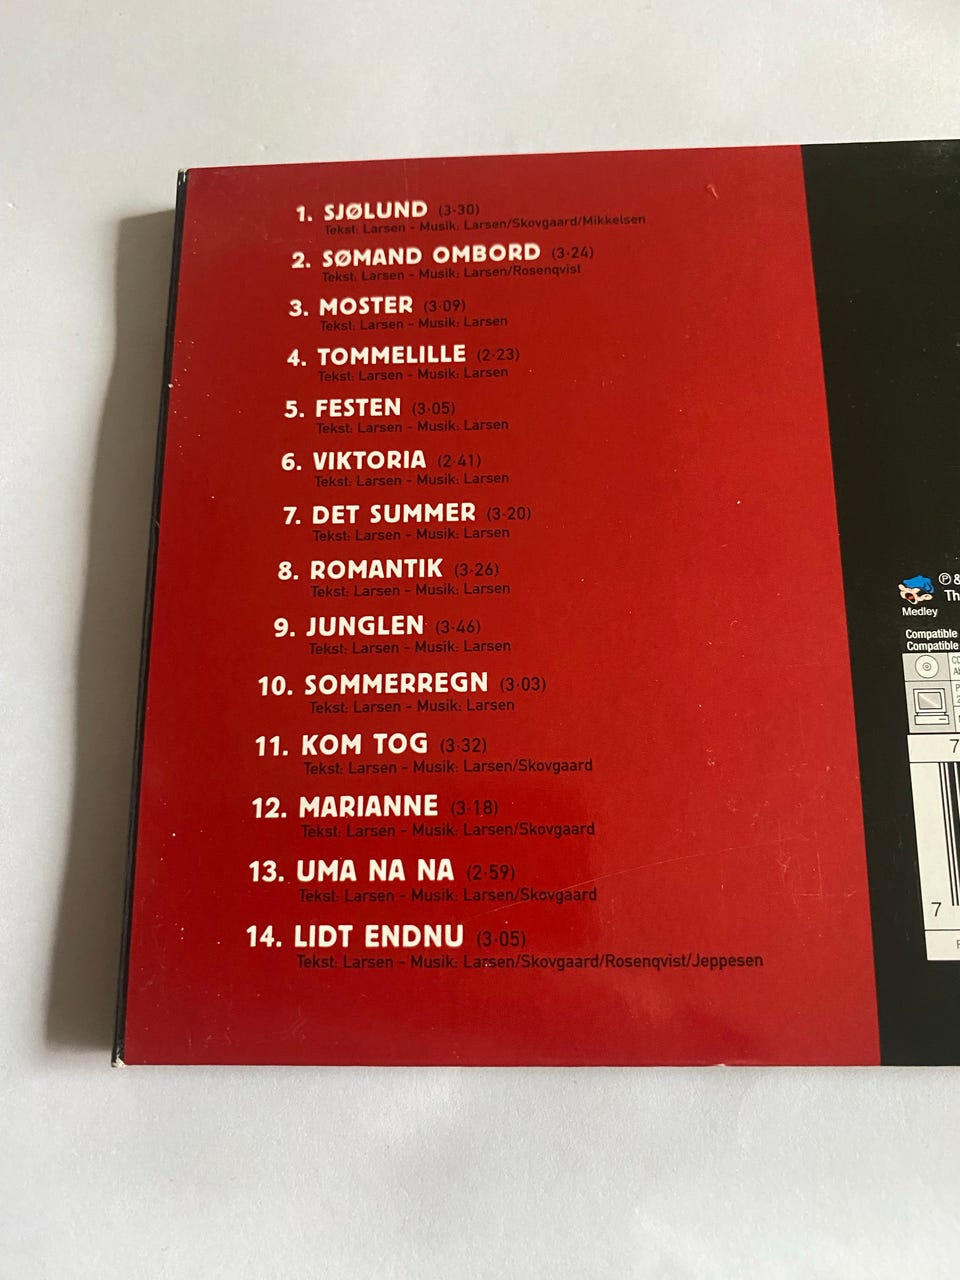 1. SJØLUND (3-30)
Tekst: Larsen - Musik: Larsen/Skovgaard/Mikkelsen
2. SØMAND OMBORD (3-24)
Tekst: Larsen - Musik: Larsen/Rosenqvist
3. MOSTER (3-09)
Tekst: Larsen - Musik: Larsen
4. TOMMELILLE (2-23)
Tekst: Larsen - Musik: Larsen
5. FESTEN (3-05)
Tekst: Larsen - Musik: Larsen
6. VIKTORIA (2-41)
Tekst: Larsen - Musik: Larsen
7. DET SUMMER (3-20)
Tekst: Larsen - Musik: Larsen
8. ROMANTIK (3-26)
Tekst: Larsen - Musik: Larsen
9. JUNGLEN (3-46)
Tekst: Larsen - Musik: Larsen
10. SOMMERREGN (3-03)
Tekst: Larsen - Musik: Larsen
11. KOM TOG (3-32)
Tekst: Larsen - Musik: Larsen/Skovgaard
12. MARIANNE (3-18)
Tekst: Larsen - Musik: Larsen/Skovgaard
13. UMA NA NA (2-59)
Tekst: Larsen - Musik: Larsen/Skovgaard
14. LIDT ENDNU (3-05)
Tekst: Larsen - Musik: Larsen/Skovgaard/Rosenqvist/Jeppesen
℗ &
Th
Medley
Compatible
Compatible
7
7